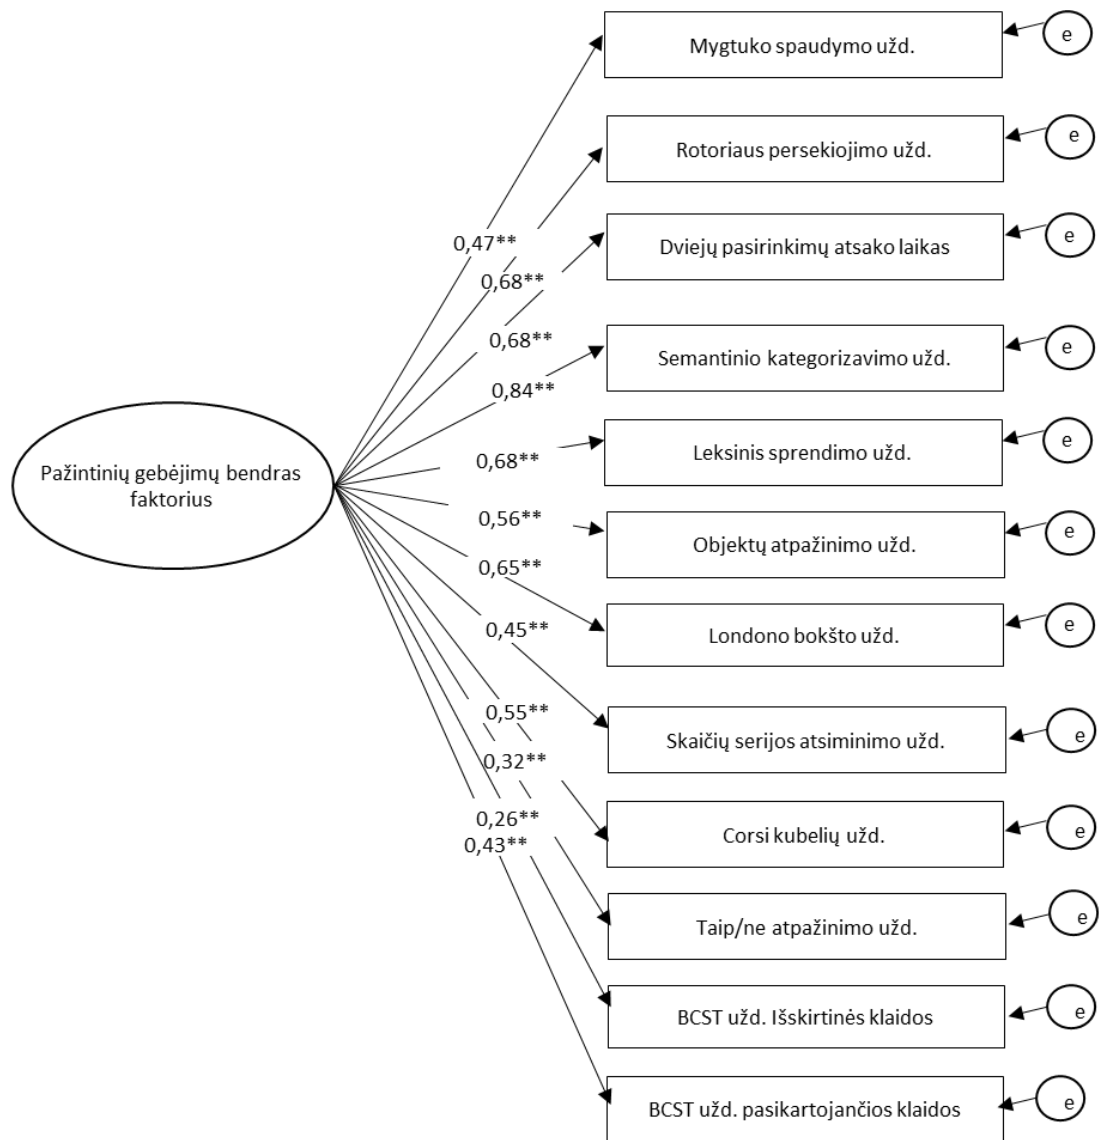 Mygtuko spaudymo užd.
e
Rotoriaus persekiojimo užd.
e
Dviejų pasirinkimų atsako laikas
e
0,47**
0,68**
0,68**
Semantinio kategorizavimo užd.
e
0,84**
Leksinis sprendimo užd.
e
0,68**
Pažintinių gebėjimų bendras
faktorius
0,56**
Objektų atpažinimo užd.
e
0,65**
Londono bokšto užd.
e
0,45**
Skaičių serijos atsiminimo užd.
e
0,55**
0,32**
Corsi kubelių užd.
e
0,26**
0,43**
Taip/ne atpažinimo užd.
e
BCST užd. Išskirtinės klaidos
e
BCST užd. pasikartojančios klaidos
e